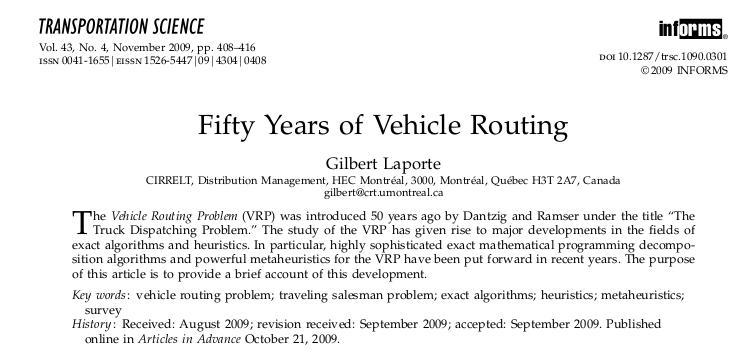 TRANSPORTATION SCIENCE
Vol. 43, No. 4, November 2009, pp. 408–416
ISSN 0041-1655 | EISSN 1526-5447 | 09 | 4304 | 0408
informs®
DOI 10.1287/trsc.1090.0301
© 2009 INFORMS
Fifty Years of Vehicle Routing
Gilbert Laporte
CIRRELT, Distribution Management, HEC Montréal, 3000, Montréal, Québec H3T 2A7, Canada
gilbert@crt.umontreal.ca
The Vehicle Routing Problem (VRP) was introduced 50 years ago by Dantzig and Ramser under the title “The
Truck Dispatching Problem.” The study of the VRP has given rise to major developments in the fields of
exact algorithms and heuristics. In particular, highly sophisticated exact mathematical programming decompo-
sition algorithms and powerful metaheuristics for the VRP have been put forward in recent years. The purpose
of this article is to provide a brief account of this development.
Key words: vehicle routing problem; traveling salesman problem; exact algorithms; heuristics; metaheuristics;
survey
History: Received: August 2009; revision received: September 2009; accepted: September 2009. Published
online in Articles in Advance October 21, 2009.